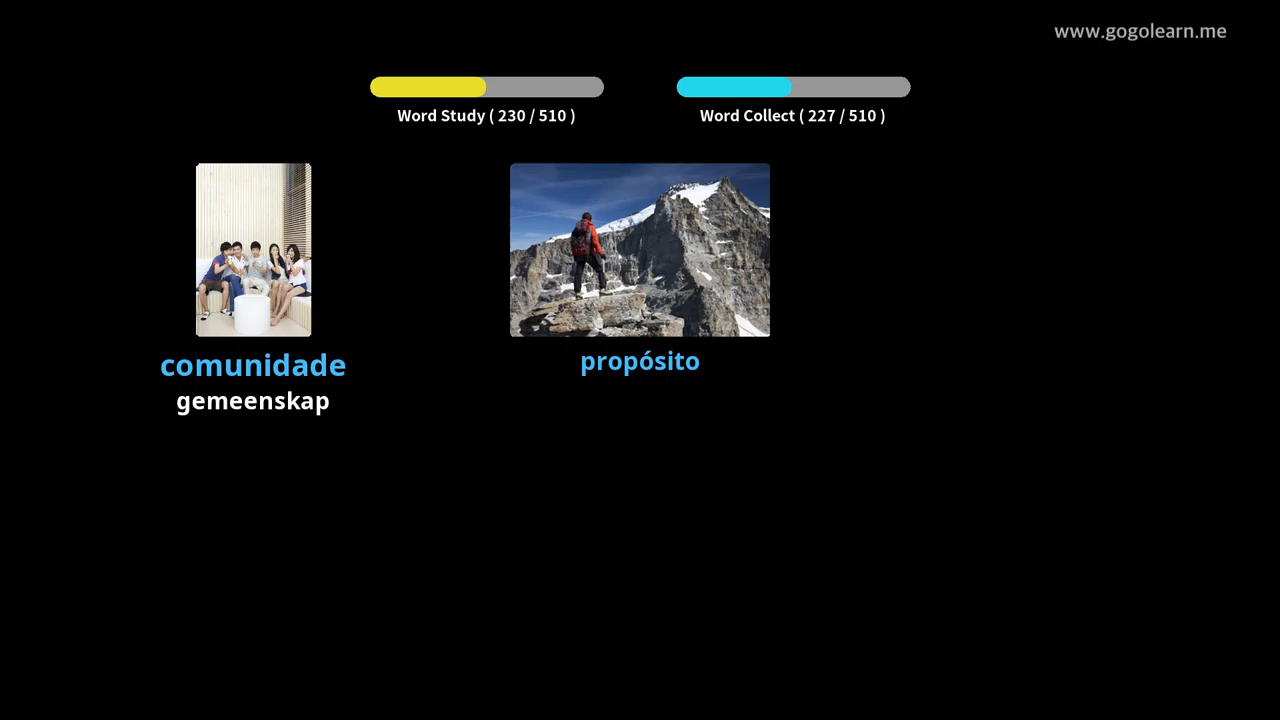 www.gogolearn.me
Word Study ( 230 / 510 )
Word Collect ( 227 / 510 )
comunidade
gemeenskap
propósito